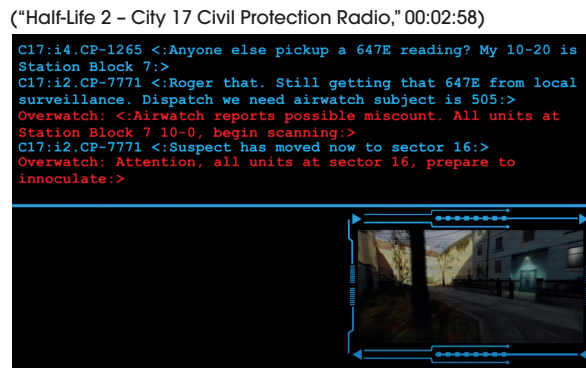 (“Half-Life 2 – City 17 Civil Protection Radio,” 00:02:58)
C17:i4.CP-1265 <:Anyone else pickup a 647E reading? My 10-20 is
Station Block 7:>
C17:i2.CP-7771 <:Roger that. Still getting that 647E from local
surveillance. Dispatch we need airwatch subject is 505:>
Overwatch: <:Airwatch reports possible miscount. All units at
Station Block 7 10-0, begin scanning:>
C17:i2.CP-7771 <:Suspect has moved now to sector 16:>
Overwatch: Attention, all units at sector 16, prepare to
innoculate:>